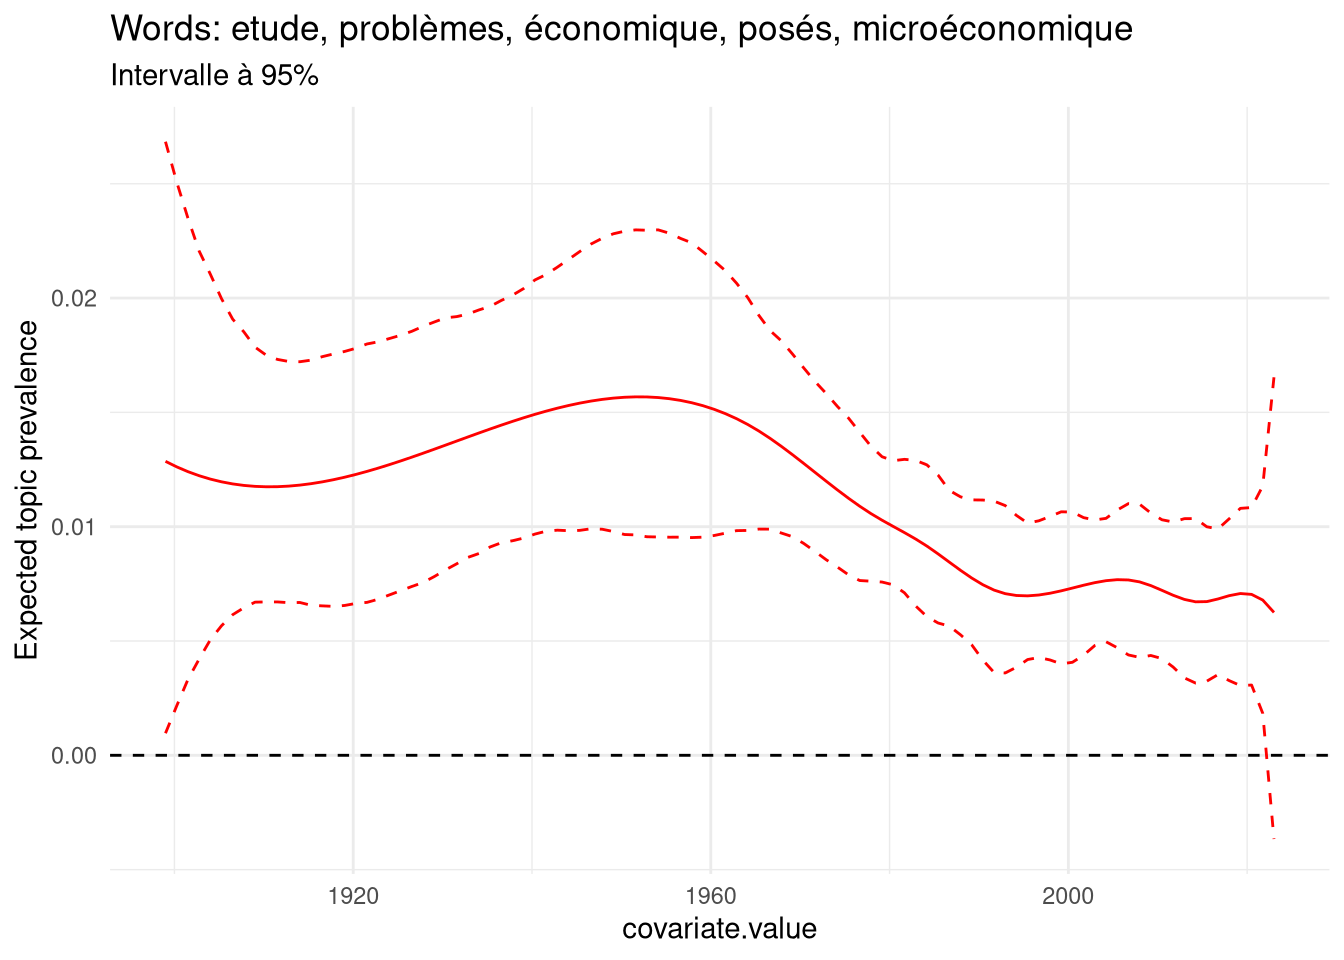 Words: etude, problèmes, économique, posés, microéconomique
Intervalle à 95%
Expected topic prevalence
0.02
0.01
0.00
1920
1960
2000
covariate.value